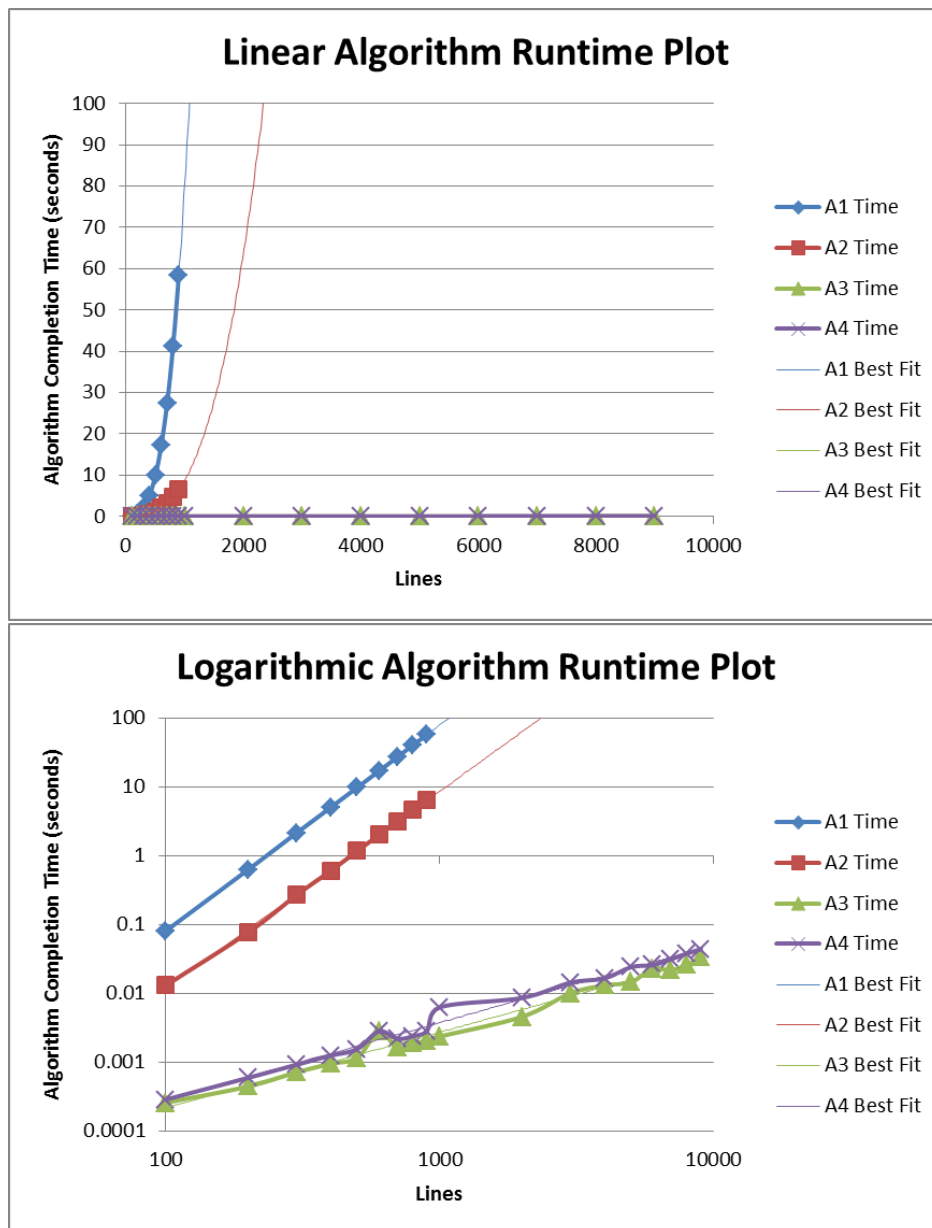 Linear Algorithm Runtime Plot
Algorithm Completion Time (seconds)
100
90
80
70
60
50
40
30
20
10
0
0 2000 4000 6000 8000 10000
Lines
A1 Time
A2 Time
A3 Time
A4 Time
A1 Best Fit
A2 Best Fit
A3 Best Fit
A4 Best Fit
Logarithmic Algorithm Runtime Plot
Algorithm Completion Time (seconds)
100
10
1
0.1
0.01
0.001
0.0001
100 1000 10000
Lines
A1 Time
A2 Time
A3 Time
A4 Time
A1 Best Fit
A2 Best Fit
A3 Best Fit
A4 Best Fit